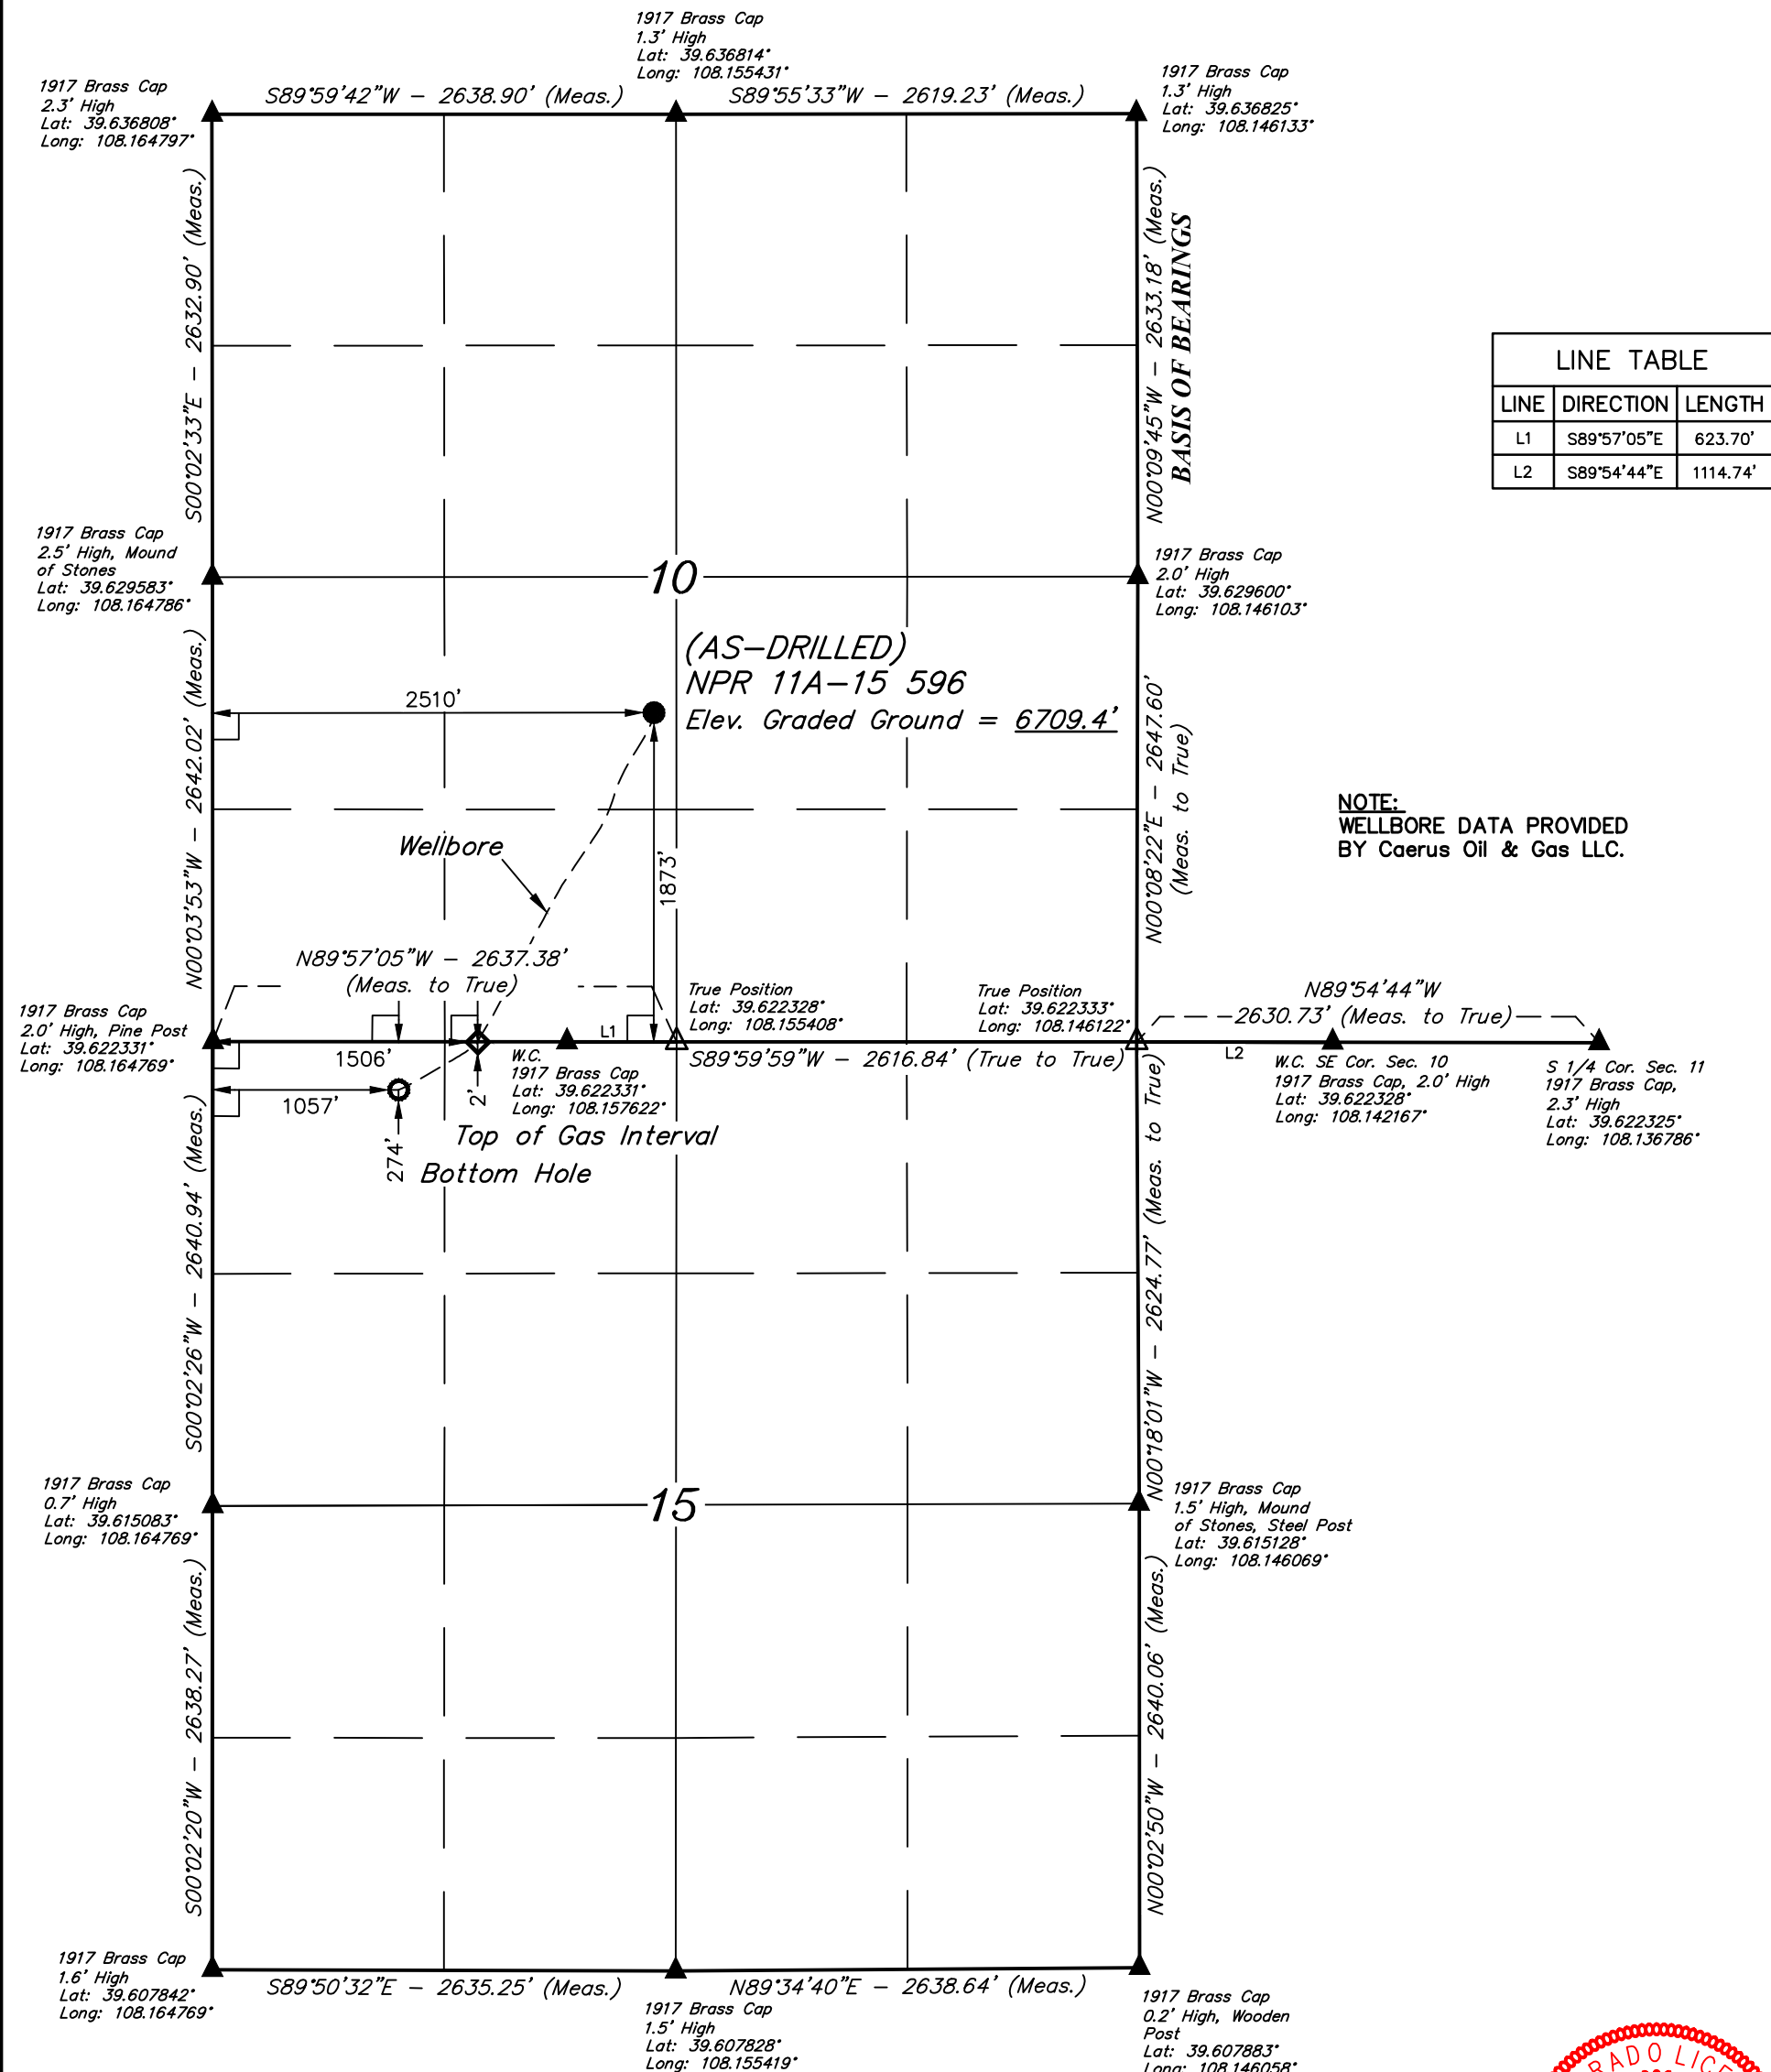 1917 Brass Cap
1.3' High
Lat: 39.636814°
Long: 108.155431°
1917 Brass Cap
2.3' High
Lat: 39.636808°
Long: 108.164797°
S89°59'42"W - 2638.90' (Meas.)
S89°55'33"W - 2619.23' (Meas.)
1917 Brass Cap
1.3' High
Lat: 39.636825°
Long: 108.146133°
S00°02'33"E - 2632.90' (Meas.)
N00°09'45"W - 2633.18' (Meas.)
BASIS OF BEARINGS
LINE TABLE
LINE DIRECTION LENGTH
L1 S89°57'05"E 623.70'
L2 S89°54'44"E 1114.74'
1917 Brass Cap
2.5' High, Mound
of Stones
Lat: 39.629583°
Long: 108.164786°
10
1917 Brass Cap
2.0' High
Lat: 39.629600°
Long: 108.146103°
(AS-DRILLED)
NPR 11A-15 596
Elev. Graded Ground = 6709.4'
2510'
N00°03'53"W - 2642.02' (Meas.)
N00°08'22"E - 2647.60'
(Meas. to True)
NOTE:
WELLBORE DATA PROVIDED
BY Caerus Oil & Gas LLC.
Wellbore
1873'
N89°57'05"W - 2637.38'
(Meas. to True)
1917 Brass Cap
2.0' High, Pine Post
Lat: 39.622331°
Long: 108.164769°
True Position
Lat: 39.622328°
Long: 108.155408°
True Position
Lat: 39.622333°
Long: 108.146122°
N89°54'44"W
2630.73' (Meas. to True)
L1
1506'
W.C.
1917 Brass Cap
Lat: 39.622331°
Long: 108.157622°
S89°59'59"W - 2616.84' (True to True)
L2
W.C. SE Cor. Sec. 10
1917 Brass Cap, 2.0' High
Lat: 39.622328°
Long: 108.142167°
S 1/4 Cor. Sec. 11
1917 Brass Cap,
2.3' High
Lat: 39.622325°
Long: 108.136786°
1057'
2'
274'
Top of Gas Interval
Bottom Hole
S00°02'26"W - 2640.94' (Meas.)
N00°18'01"W - 2624.77' (Meas. to True)
1917 Brass Cap
0.7' High
Lat: 39.615083°
Long: 108.164769°
15
1917 Brass Cap
1.5' High, Mound
of Stones, Steel Post
Lat: 39.615128°
Long: 108.146069°
S00°02'20"W - 2638.27' (Meas.)
N00°02'50"W - 2640.06' (Meas.)
1917 Brass Cap
1.6' High
Lat: 39.607842°
Long: 108.164769°
S89°50'32"E - 2635.25' (Meas.)
N89°34'40"E - 2638.64' (Meas.)
1917 Brass Cap
1.5' High
Lat: 39.607828°
Long: 108.155419°
1917 Brass Cap
0.2' High, Wooden
Post
Lat: 39.607883°
Long: 108.146058°